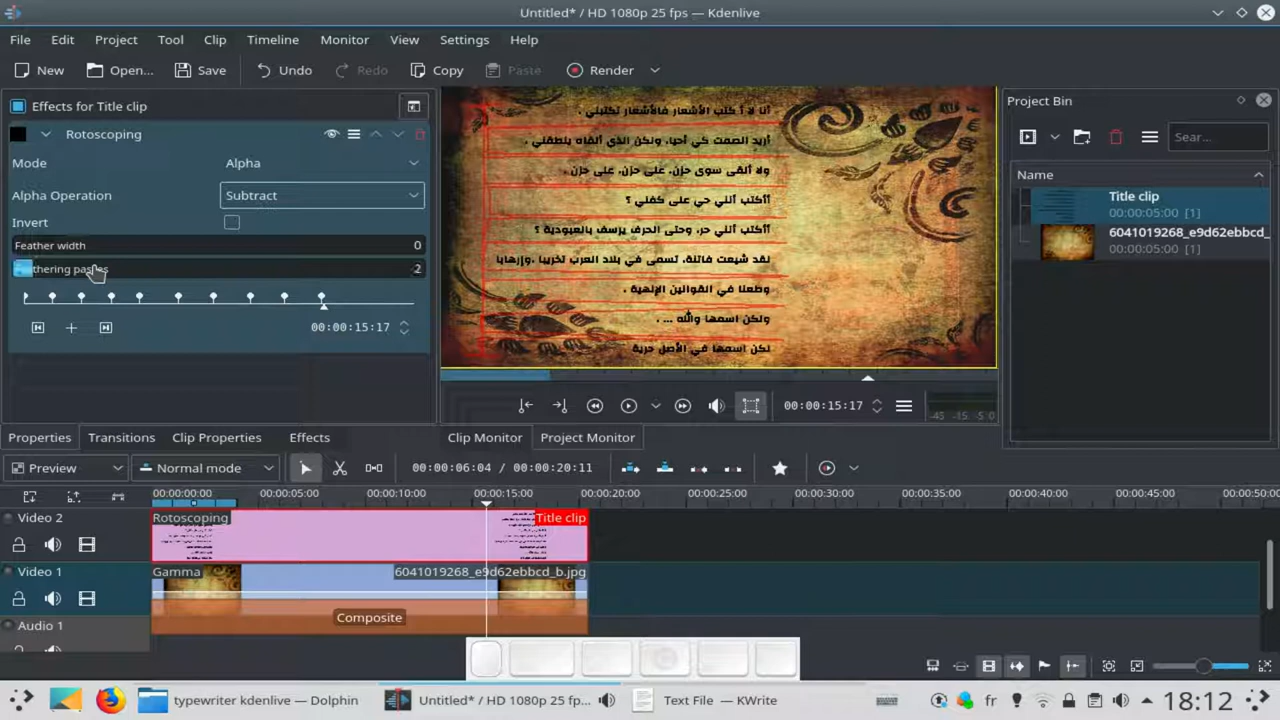 Untitled* / HD 1080p 25 fps — Kdenlive
File Edit Project Tool Clip Timeline Monitor View Settings Help
New Open... Save Undo Redo Copy Paste Render
Effects for Title clip
Rotoscoping
Mode Alpha
Alpha Operation Subtract
Invert
Feather width 0
thering passes 2
00:00:15:17
أنا لا أكتب الأشعار فالأشعار تكتبني .
أريد الصمت كي أحيا، ولكن الذي ألقاه ينطقني .
ولا ألقى سوى حزن، على حزن، على حزن .
أأكتب أنني حي على كفني ؟
أأكتب أنني حر، وحتى الحرف يرسف بالعبودية ؟
لقد شيعت فاتنة، تسمى في بلاد العرب تخريبا ،وإرهابا
وطعنا في القوانين الإلهية .
ولكن اسمها والله ... .
لكن اسمها في الأصل حرية
00:00:15:17
-45 -15 -5 0
Project Bin
Sear...
Name
Title clip
00:00:05:00 [1]
6041019268_e9d62ebbcd_
00:00:05:00 [1]
Properties Transitions Clip Properties Effects
Clip Monitor Project Monitor
Preview Normal mode 00:00:06:04 / 00:00:20:11
00:00:00:00 00:00:05:00 00:00:10:00 00:00:15:00 00:00:20:00 00:00:25:00 00:00:30:00 00:00:35:00 00:00:40:00 00:00:45:00 00:00:50:00
Video 2
Rotoscoping Title clip
Video 1
Gamma 6041019268_e9d62ebbcd_b.jpg
Composite
Audio 1
typewriter kdenlive — Dolphin Untitled* / HD 1080p 25 fp... Text File — KWrite fr 18:12